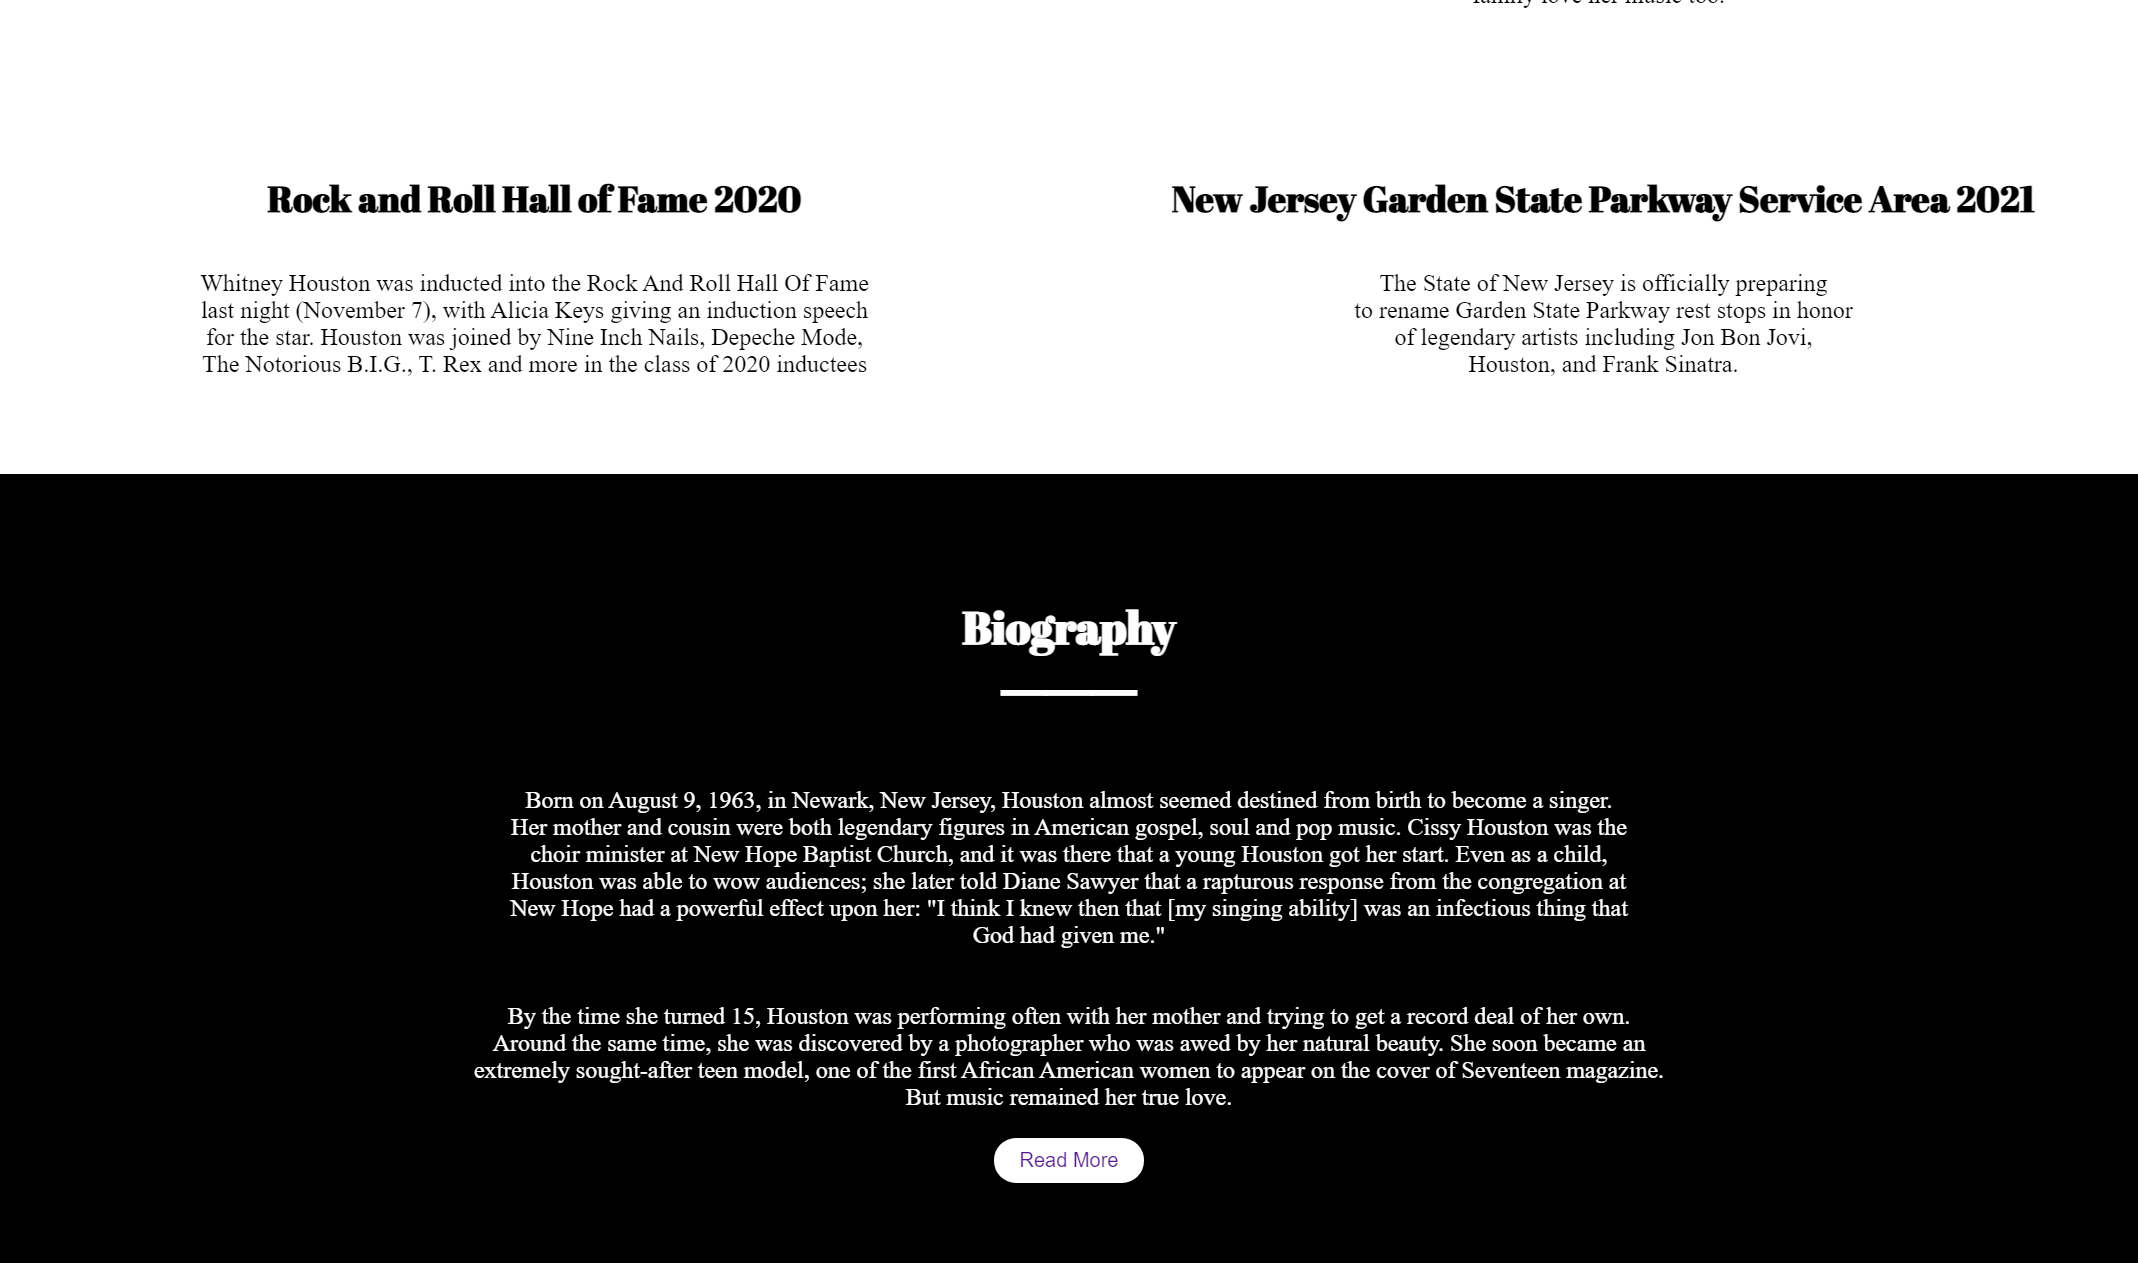 family love her music too.
Rock and Roll Hall of Fame 2020
Whitney Houston was inducted into the Rock And Roll Hall Of Fame
last night (November 7), with Alicia Keys giving an induction speech
for the star. Houston was joined by Nine Inch Nails, Depeche Mode,
The Notorious B.I.G., T. Rex and more in the class of 2020 inductees
New Jersey Garden State Parkway Service Area 2021
The State of New Jersey is officially preparing
to rename Garden State Parkway rest stops in honor
of legendary artists including Jon Bon Jovi,
Houston, and Frank Sinatra.
Biography
Born on August 9, 1963, in Newark, New Jersey, Houston almost seemed destined from birth to become a singer.
Her mother and cousin were both legendary figures in American gospel, soul and pop music. Cissy Houston was the
choir minister at New Hope Baptist Church, and it was there that a young Houston got her start. Even as a child,
Houston was able to wow audiences; she later told Diane Sawyer that a rapturous response from the congregation at
New Hope had a powerful effect upon her: "I think I knew then that [my singing ability] was an infectious thing that
God had given me."
By the time she turned 15, Houston was performing often with her mother and trying to get a record deal of her own.
Around the same time, she was discovered by a photographer who was awed by her natural beauty. She soon became an
extremely sought-after teen model, one of the first African American women to appear on the cover of Seventeen magazine.
But music remained her true love.
Read More